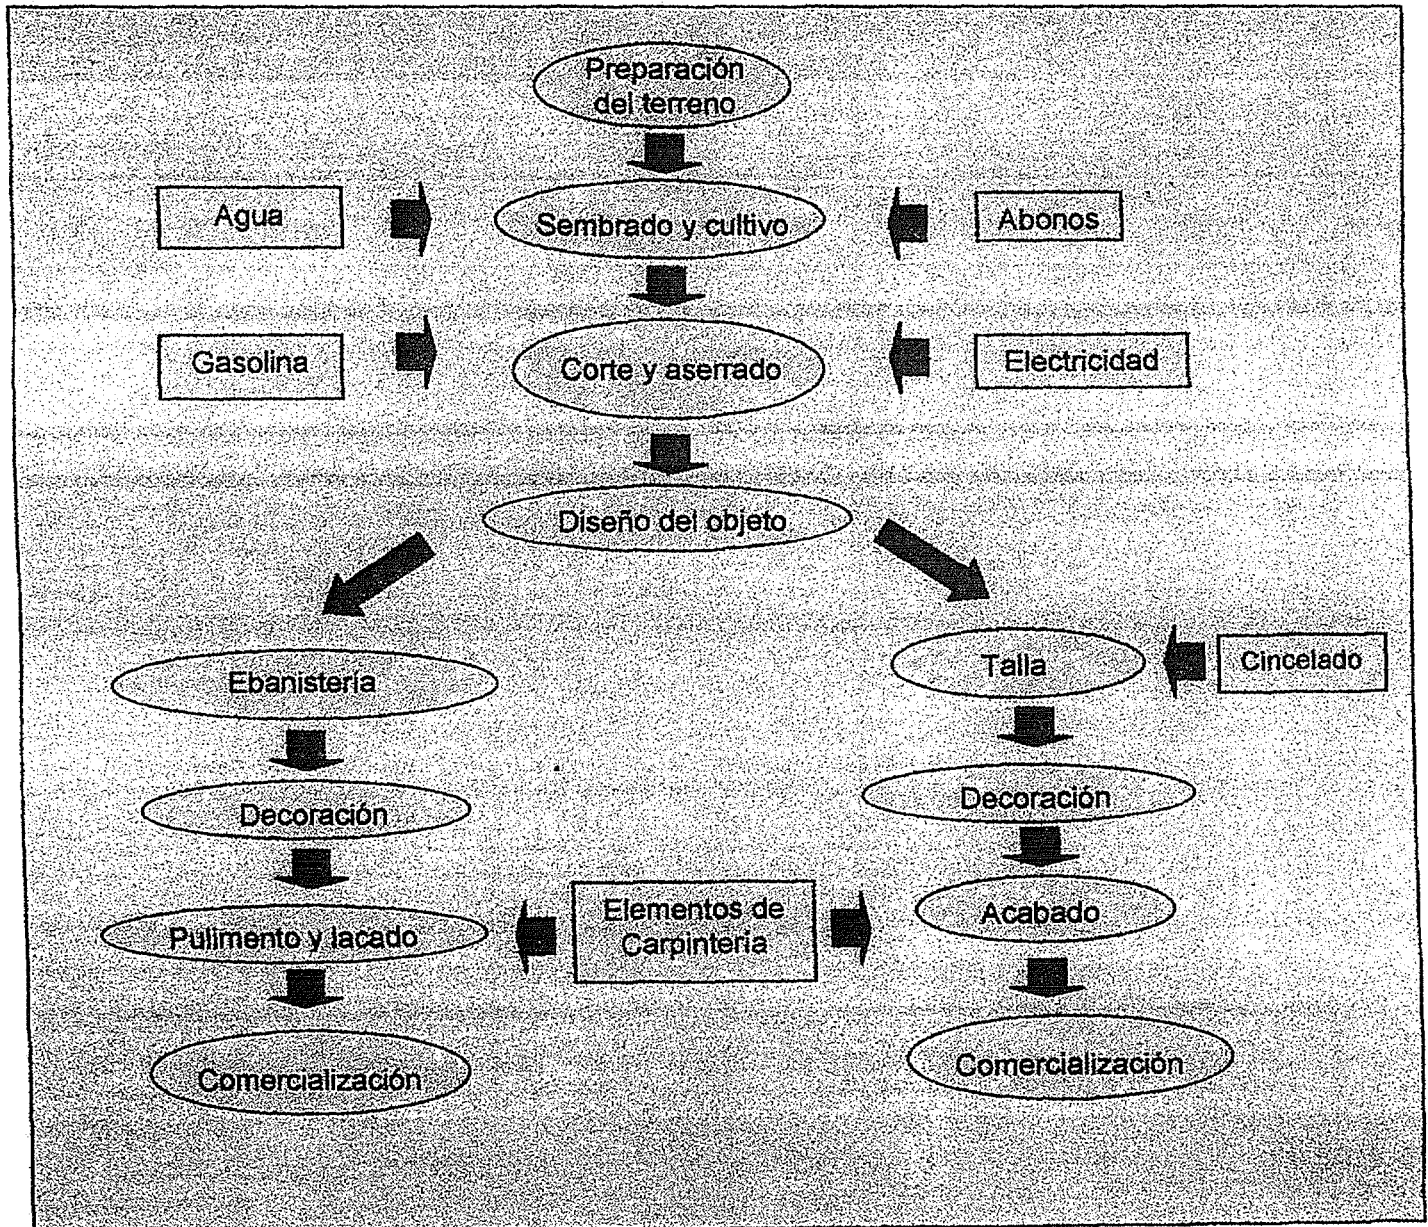 Preparación
del terreno
Agua
Sembrado y cultivo
Abonos
Gasolina
Corte y aserrado
Electricidad
Diseño del objeto
Ebanistería
Talla
Cincelado
Decoración
Decoración
Pulimento y lacado
Elementos de
Carpintería
Acabado
Comercialización
Comercialización